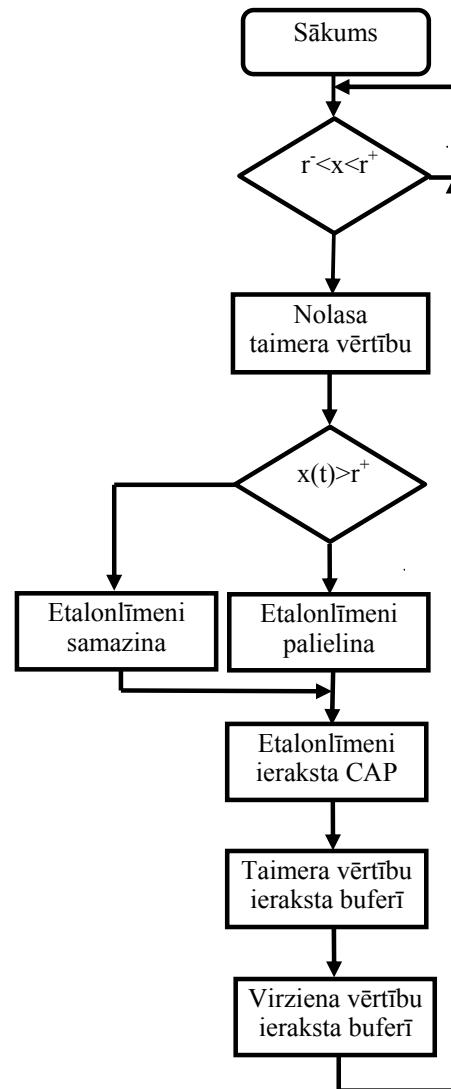 Sākums
r⁻<x<r⁺
Nolasa
taimera vērtību
x(t)>r⁺
Etalonlīmeni
samazina
Etalonlīmeni
palielina
Etalonlīmeni
ieraksta CAP
Taimera vērtību
ieraksta buferī
Virziena vērtību
ieraksta buferī